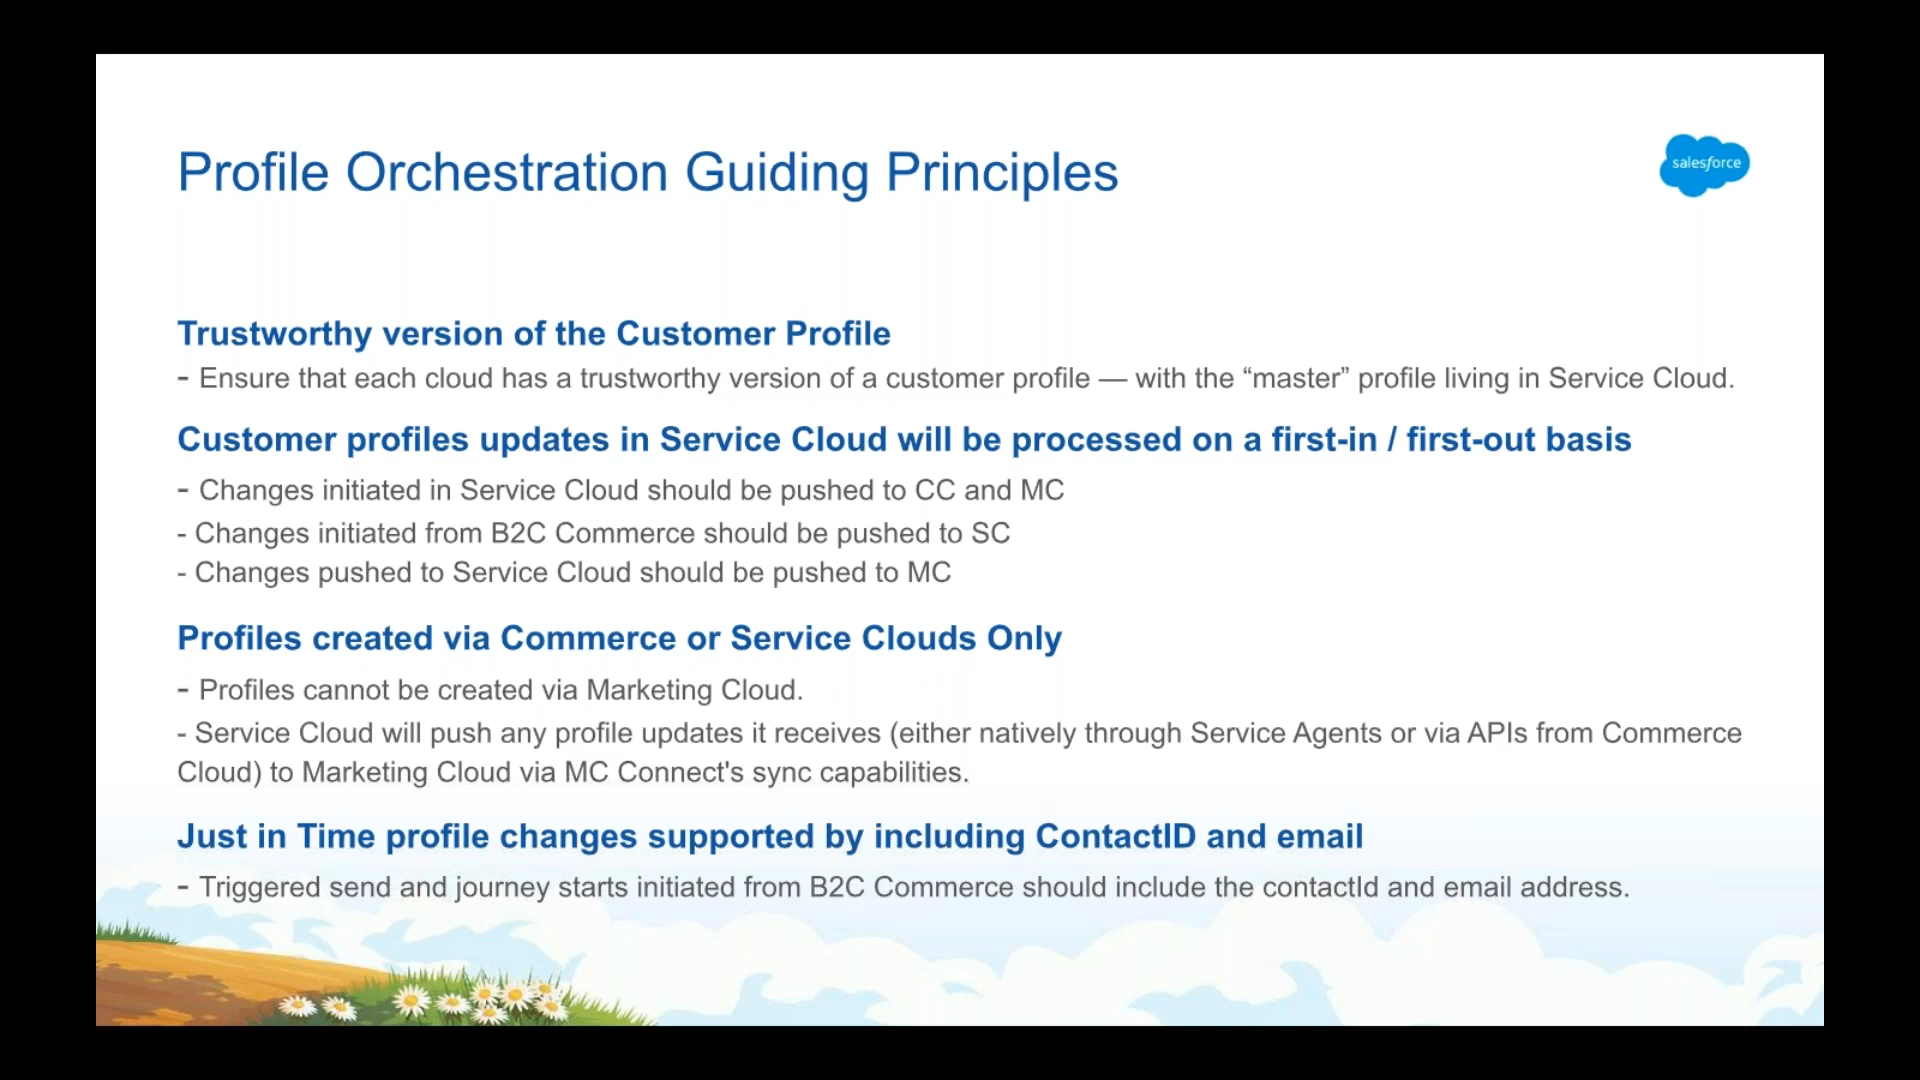 Profile Orchestration Guiding Principles
salesforce
Trustworthy version of the Customer Profile
- Ensure that each cloud has a trustworthy version of a customer profile — with the “master” profile living in Service Cloud.
Customer profiles updates in Service Cloud will be processed on a first-in / first-out basis
- Changes initiated in Service Cloud should be pushed to CC and MC
- Changes initiated from B2C Commerce should be pushed to SC
- Changes pushed to Service Cloud should be pushed to MC
Profiles created via Commerce or Service Clouds Only
- Profiles cannot be created via Marketing Cloud.
- Service Cloud will push any profile updates it receives (either natively through Service Agents or via APIs from Commerce
Cloud) to Marketing Cloud via MC Connect's sync capabilities.
Just in Time profile changes supported by including ContactID and email
- Triggered send and journey starts initiated from B2C Commerce should include the contactId and email address.